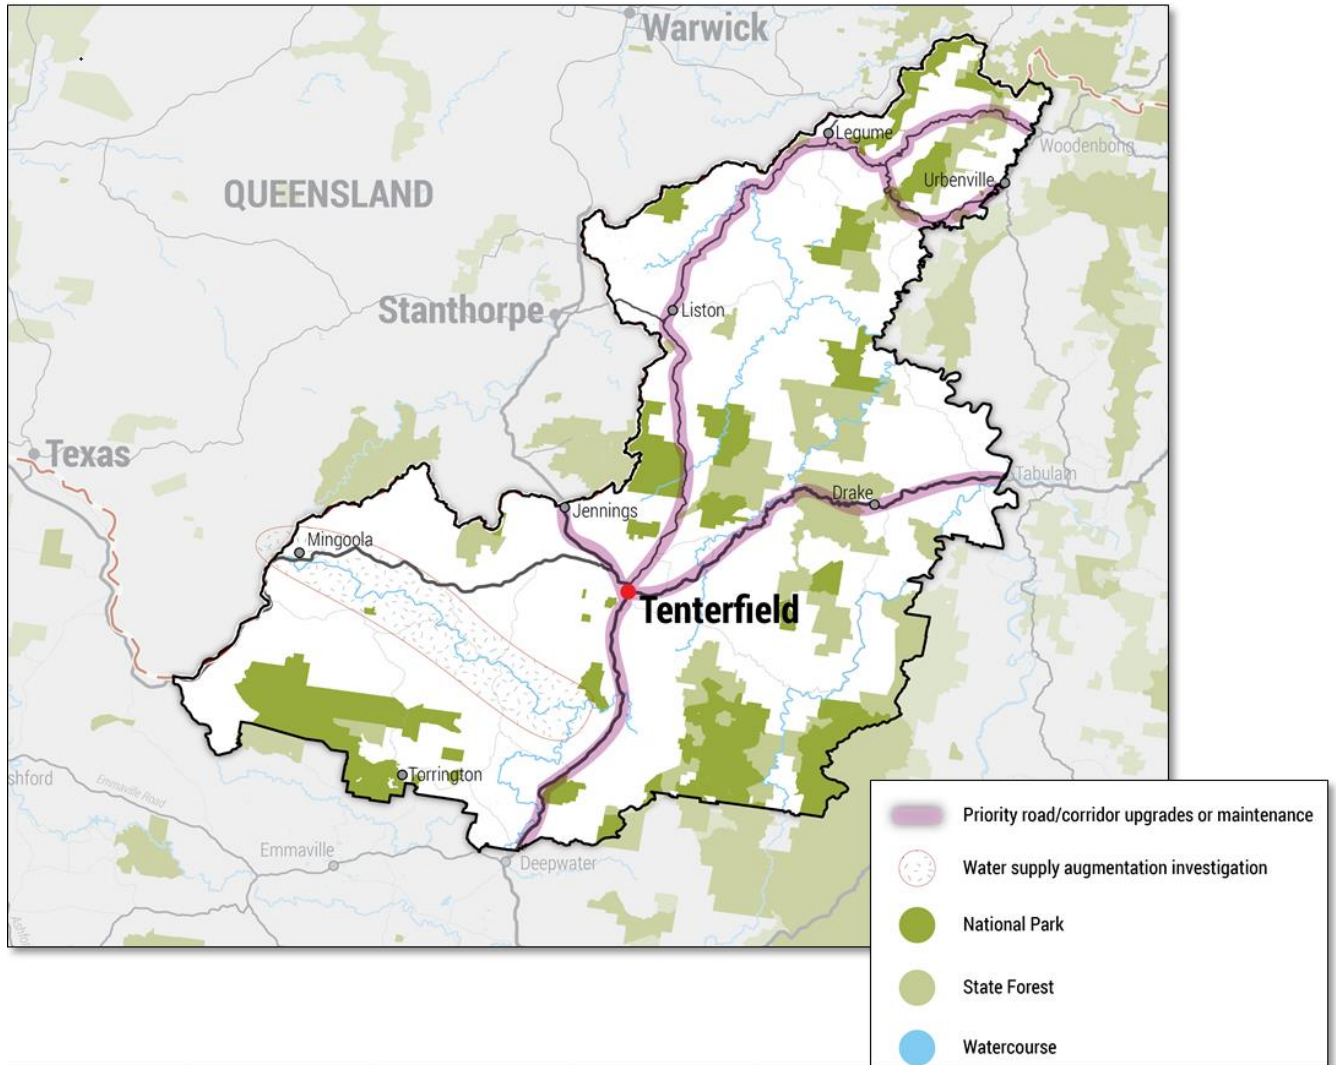 Warwick
Legume
Woodenbong
Urbenville
QUEENSLAND
Stanthorpe
Liston
Texas
Tabulam
Drake
Jennings
Mingoola
Tenterfield
Torrington
shford
Emmaville Road
Emmaville
Deepwater
Priority road/corridor upgrades or maintenance
Water supply augmentation investigation
National Park
State Forest
Watercourse